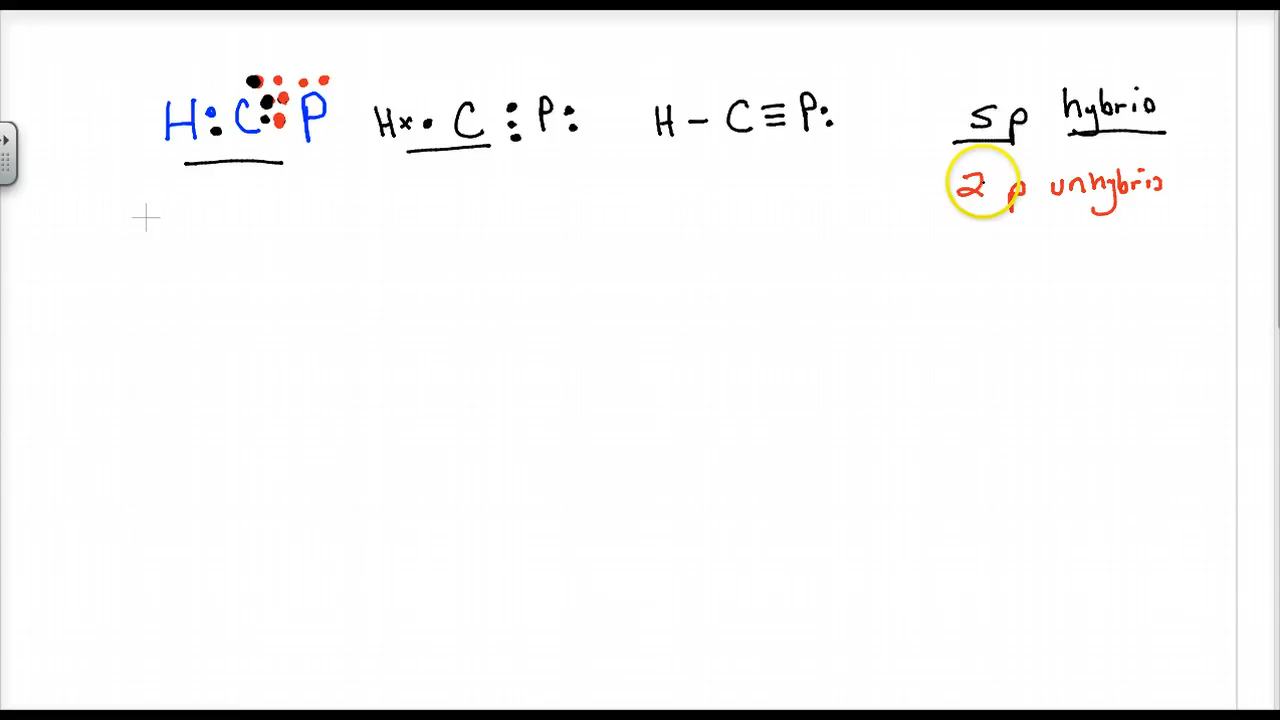 H : C P H× • C ⋮ P : H – C ≡ P : sp hybrid
2 p unhybrid